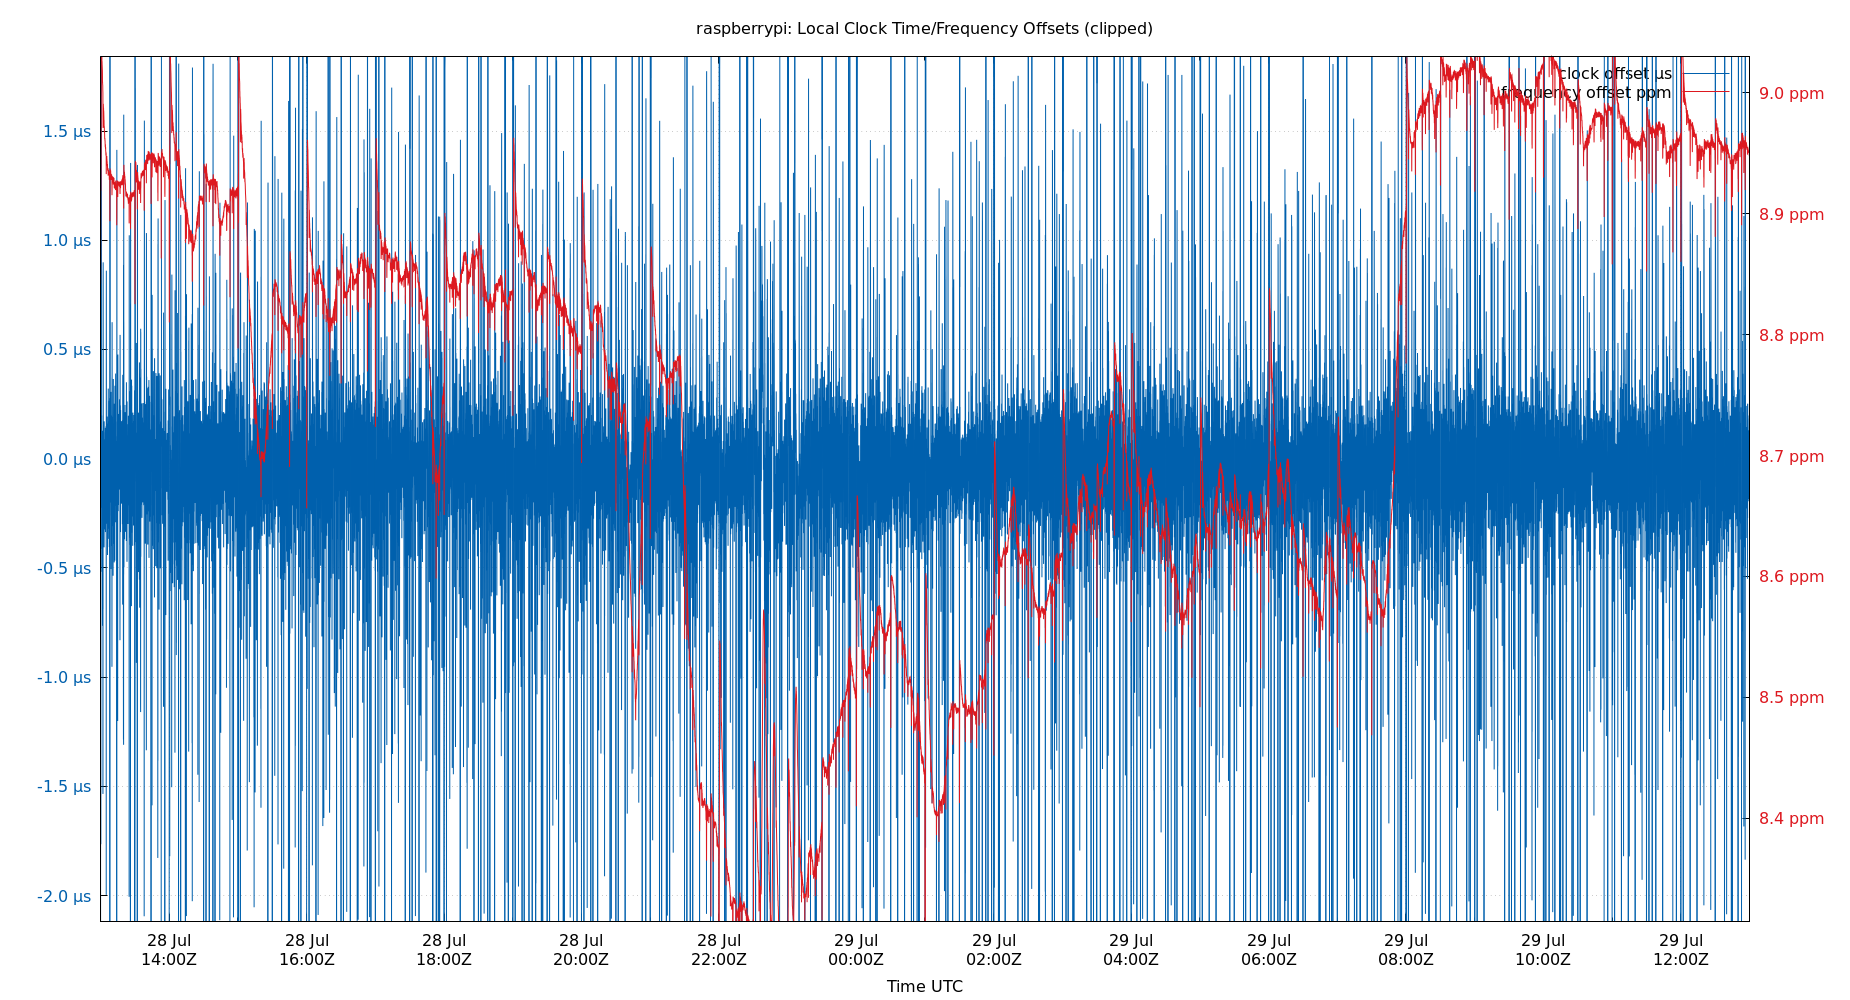 raspberrypi: Local Clock Time/Frequency Offsets (clipped)
clock offset µs
frequency offset ppm
1.5 µs
1.0 µs
0.5 µs
0.0 µs
-0.5 µs
-1.0 µs
-1.5 µs
-2.0 µs
9.0 ppm
8.9 ppm
8.8 ppm
8.7 ppm
8.6 ppm
8.5 ppm
8.4 ppm
28 Jul 28 Jul 28 Jul 28 Jul 28 Jul 29 Jul 29 Jul 29 Jul 29 Jul 29 Jul 29 Jul 29 Jul
14:00Z 16:00Z 18:00Z 20:00Z 22:00Z 00:00Z 02:00Z 04:00Z 06:00Z 08:00Z 10:00Z 12:00Z
Time UTC